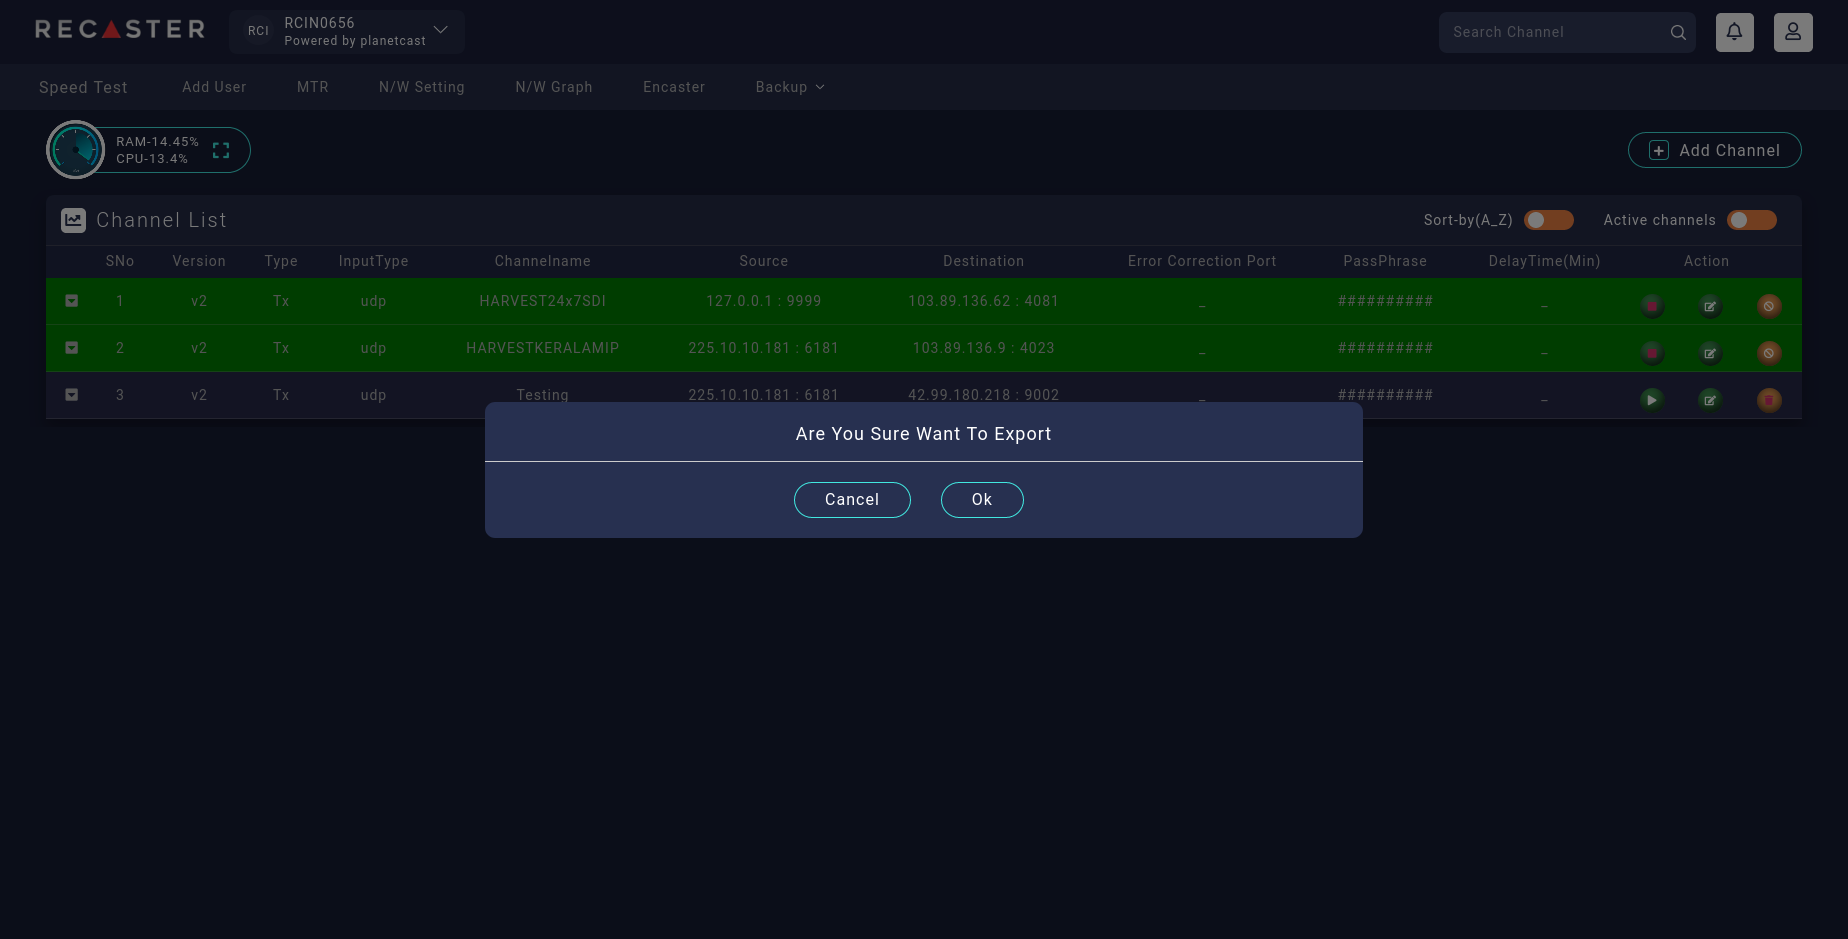 RECASTER
RCI
RCIN0656
Powered by planetcast
Search Channel
Speed Test Add User MTR N/W Setting N/W Graph Encaster Backup
RAM-14.45%
CPU-13.4%
Add Channel
Channel List Sort-by(A_Z) Active channels
SNo Version Type InputType Channelname Source Destination Error Correction Port PassPhrase DelayTime(Min) Action
1 v2 Tx udp HARVEST24x7SDI 127.0.0.1 : 9999 103.89.136.62 : 4081 _ ########## _
2 v2 Tx udp HARVESTKERALAMIP 225.10.10.181 : 6181 103.89.136.9 : 4023 _ ########## _
3 v2 Tx udp Testing 225.10.10.181 : 6181 42.99.180.218 : 9002 _ ########## _
Are You Sure Want To Export
Cancel Ok